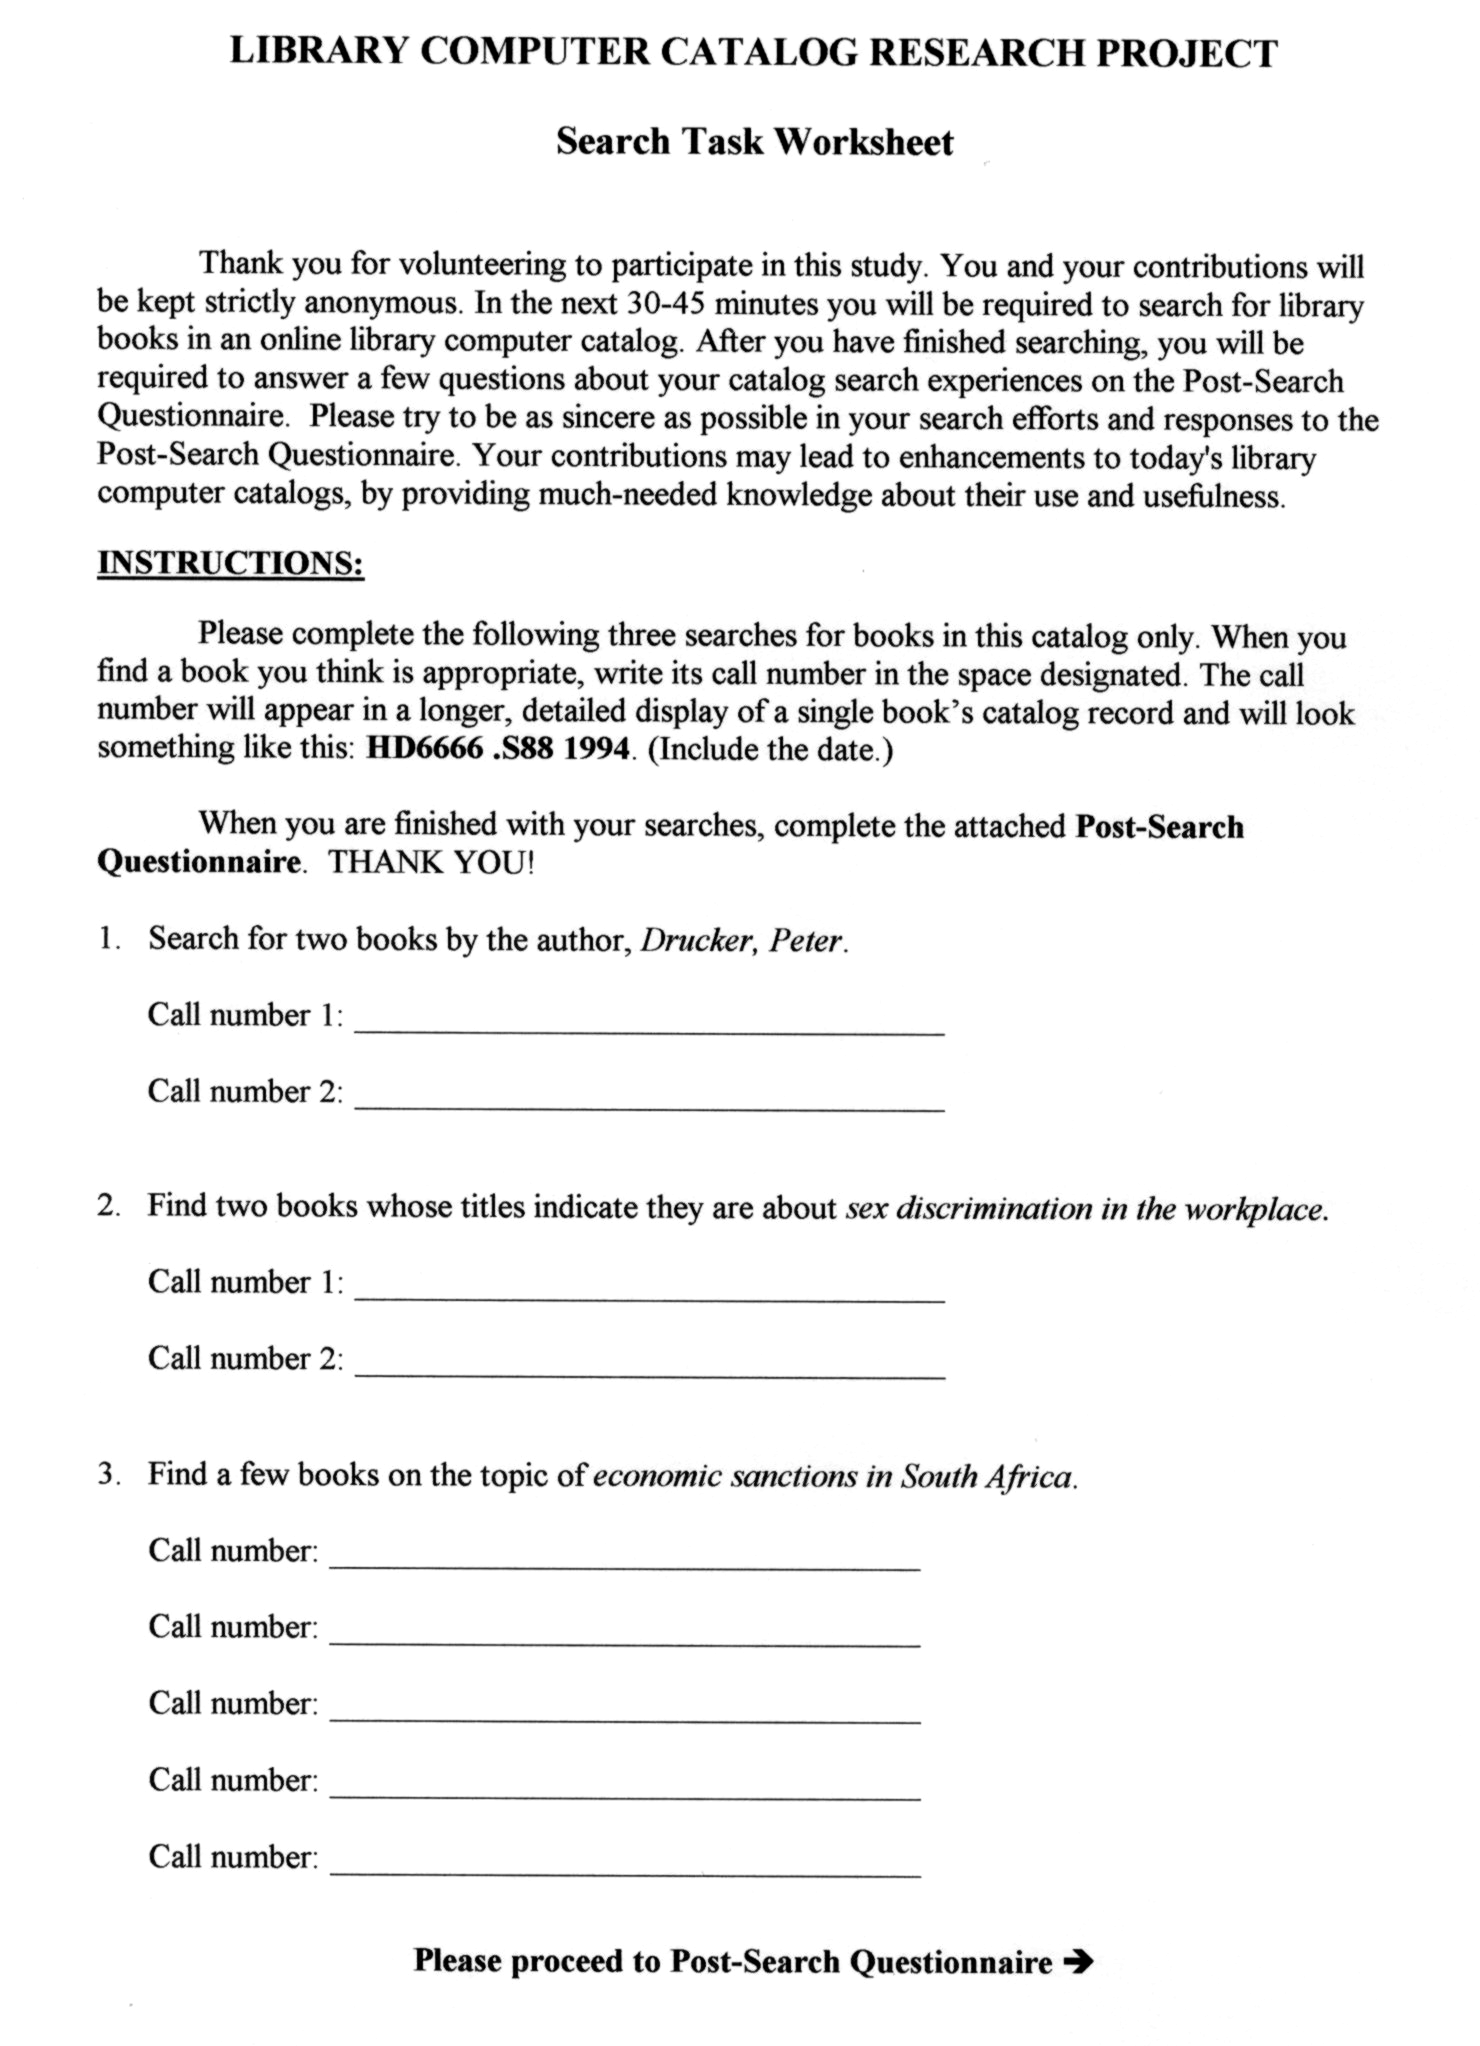 LIBRARY COMPUTER CATALOG RESEARCH PROJECT
Search Task Worksheet
Thank you for volunteering to participate in this study. You and your contributions will
be kept strictly anonymous. In the next 30-45 minutes you will be required to search for library
books in an online library computer catalog. After you have finished searching, you will be
required to answer a few questions about your catalog search experiences on the Post-Search
Questionnaire. Please try to be as sincere as possible in your search efforts and responses to the
Post-Search Questionnaire. Your contributions may lead to enhancements to today's library
computer catalogs, by providing much-needed knowledge about their use and usefulness.
INSTRUCTIONS:
Please complete the following three searches for books in this catalog only. When you
find a book you think is appropriate, write its call number in the space designated. The call
number will appear in a longer, detailed display of a single book’s catalog record and will look
something like this: HD6666 .S88 1994. (Include the date.)
When you are finished with your searches, complete the attached Post-Search
Questionnaire. THANK YOU!
1. Search for two books by the author, Drucker, Peter.
Call number 1:
Call number 2:
2. Find two books whose titles indicate they are about sex discrimination in the workplace.
Call number 1:
Call number 2:
3. Find a few books on the topic of economic sanctions in South Africa.
Call number:
Call number:
Call number:
Call number:
Call number:
Please proceed to Post-Search Questionnaire ➔